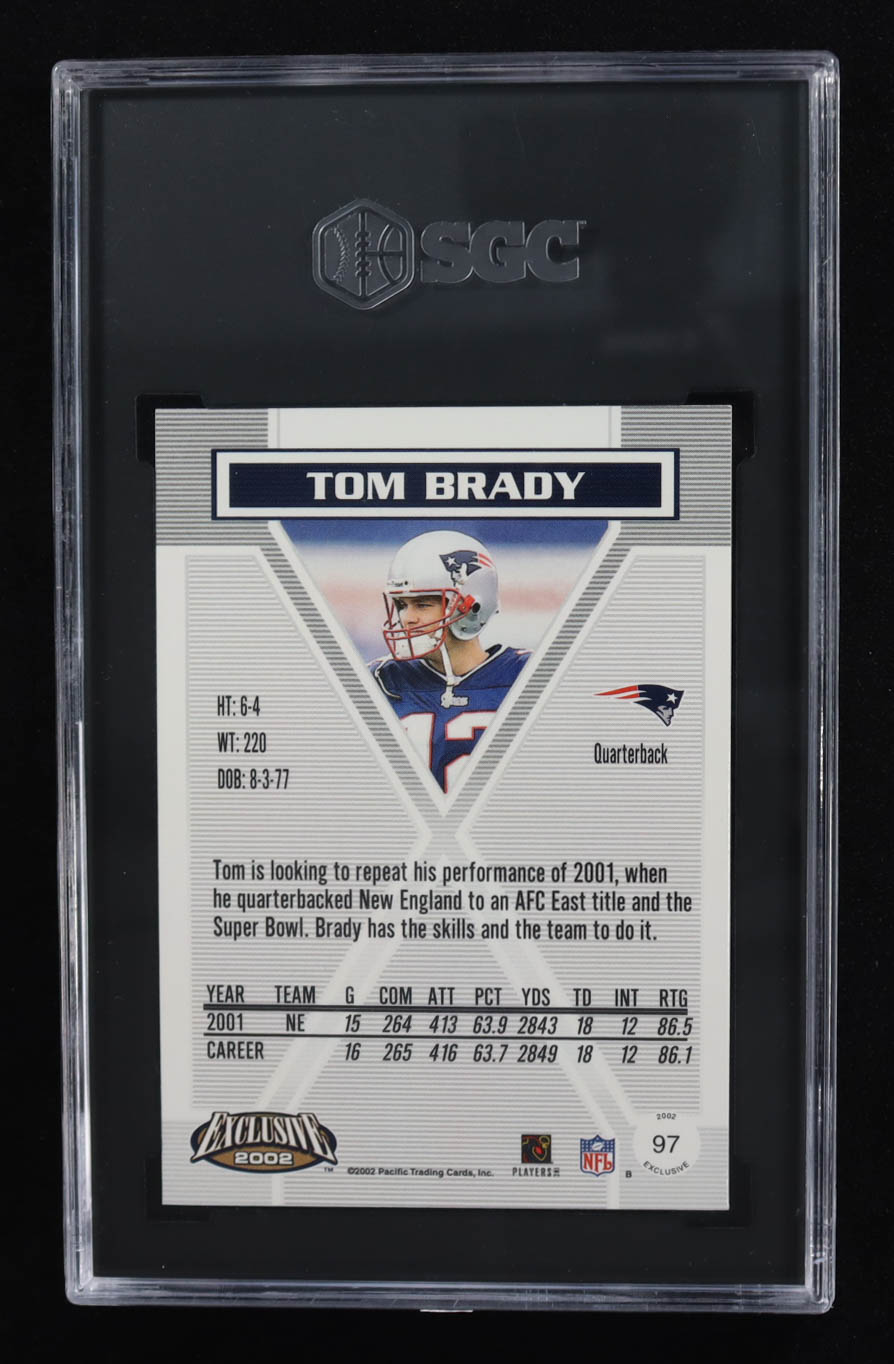 SGC
TOM BRADY
12
HT: 6-4
WT: 220
DOB: 8-3-77
Quarterback
Tom is looking to repeat his performance of 2001, when
he quarterbacked New England to an AFC East title and the
Super Bowl. Brady has the skills and the team to do it.
YEAR TEAM G COM ATT PCT YDS TD INT RTG
2001 NE 15 264 413 63.9 2843 18 12 86.5
CAREER 16 265 416 63.7 2849 18 12 86.1
EXCLUSIVE
2002
™
©2002 Pacific Trading Cards, Inc.
PLAYERS INC
NFL
B
2002
97
EXCLUSIVE